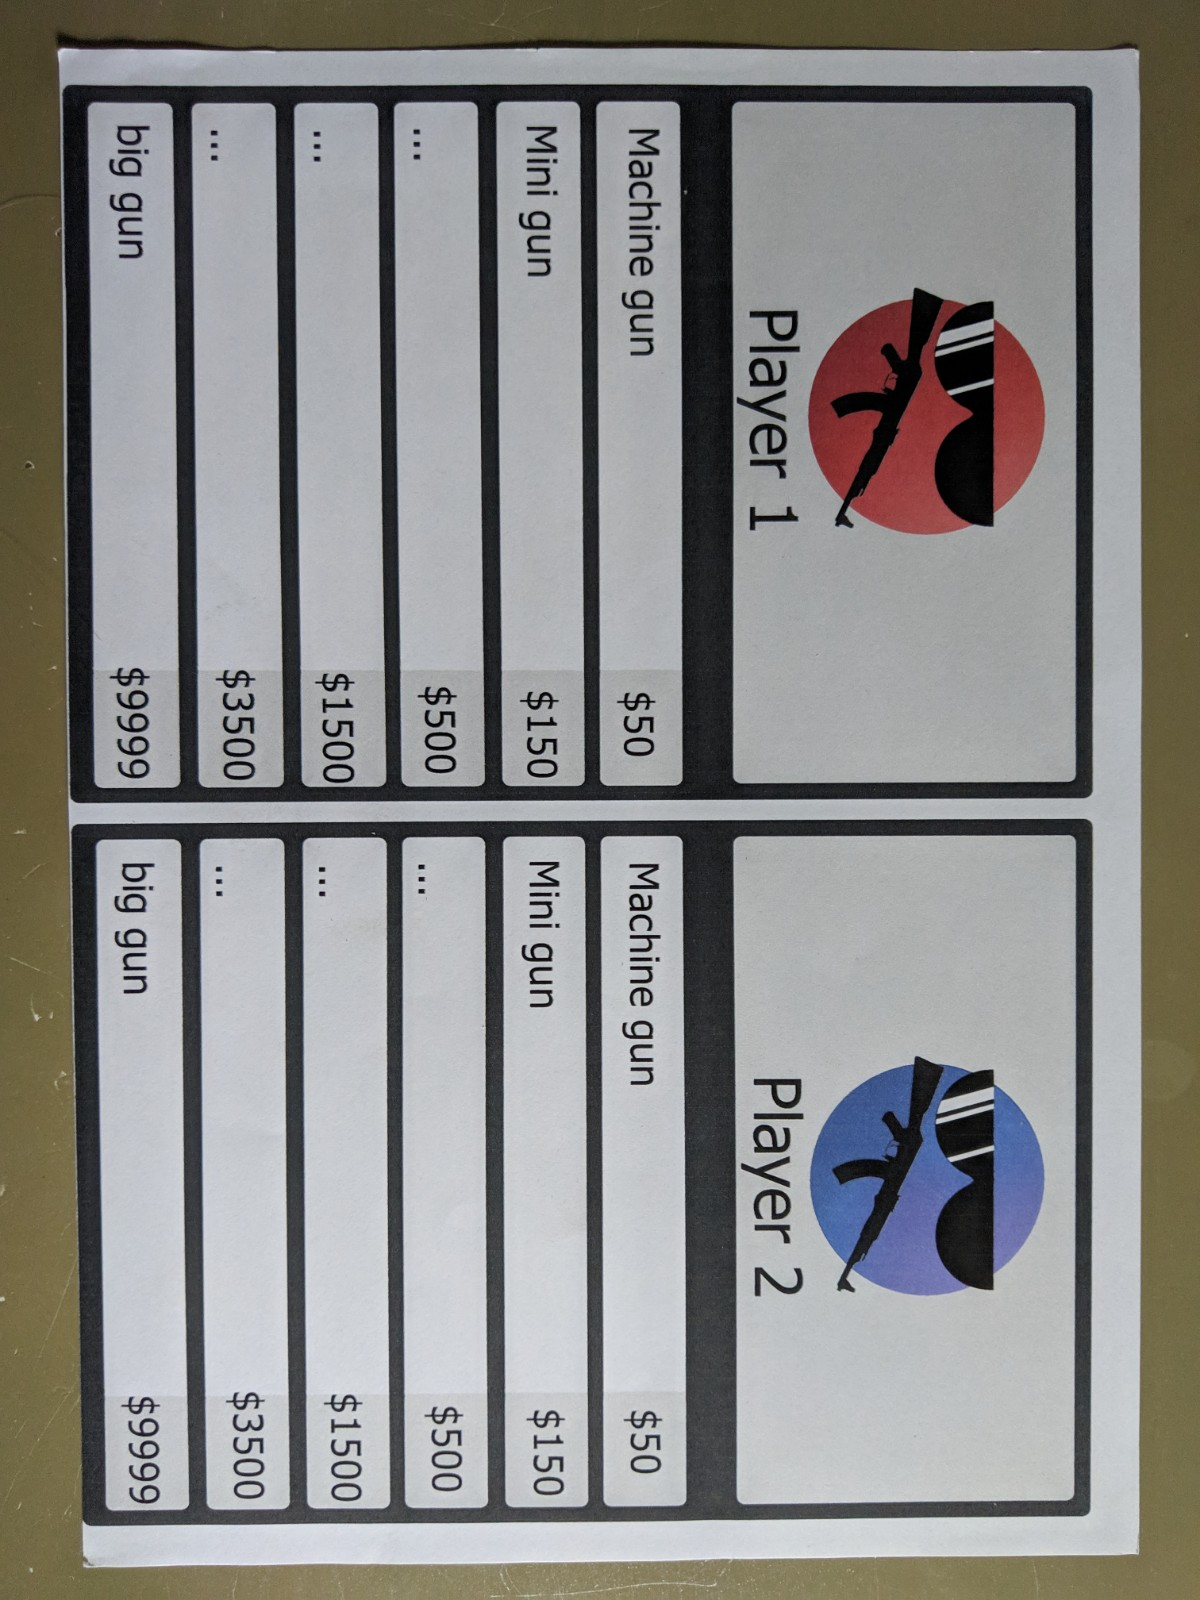 Player 1
Machine gun $50
Mini gun $150
... $500
... $1500
... $3500
big gun $9999
Player 2
Machine gun $50
Mini gun $150
... $500
... $1500
... $3500
big gun $9999